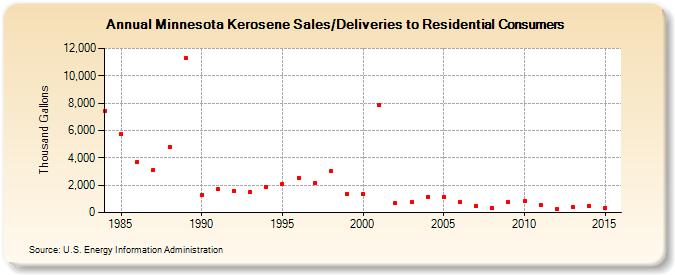 Annual Minnesota Kerosene Sales/Deliveries to Residential Consumers
Thousand Gallons
12,000
10,000
8,000
6,000
4,000
2,000
0
1985 1990 1995 2000 2005 2010 2015
Source: U.S. Energy Information Administration